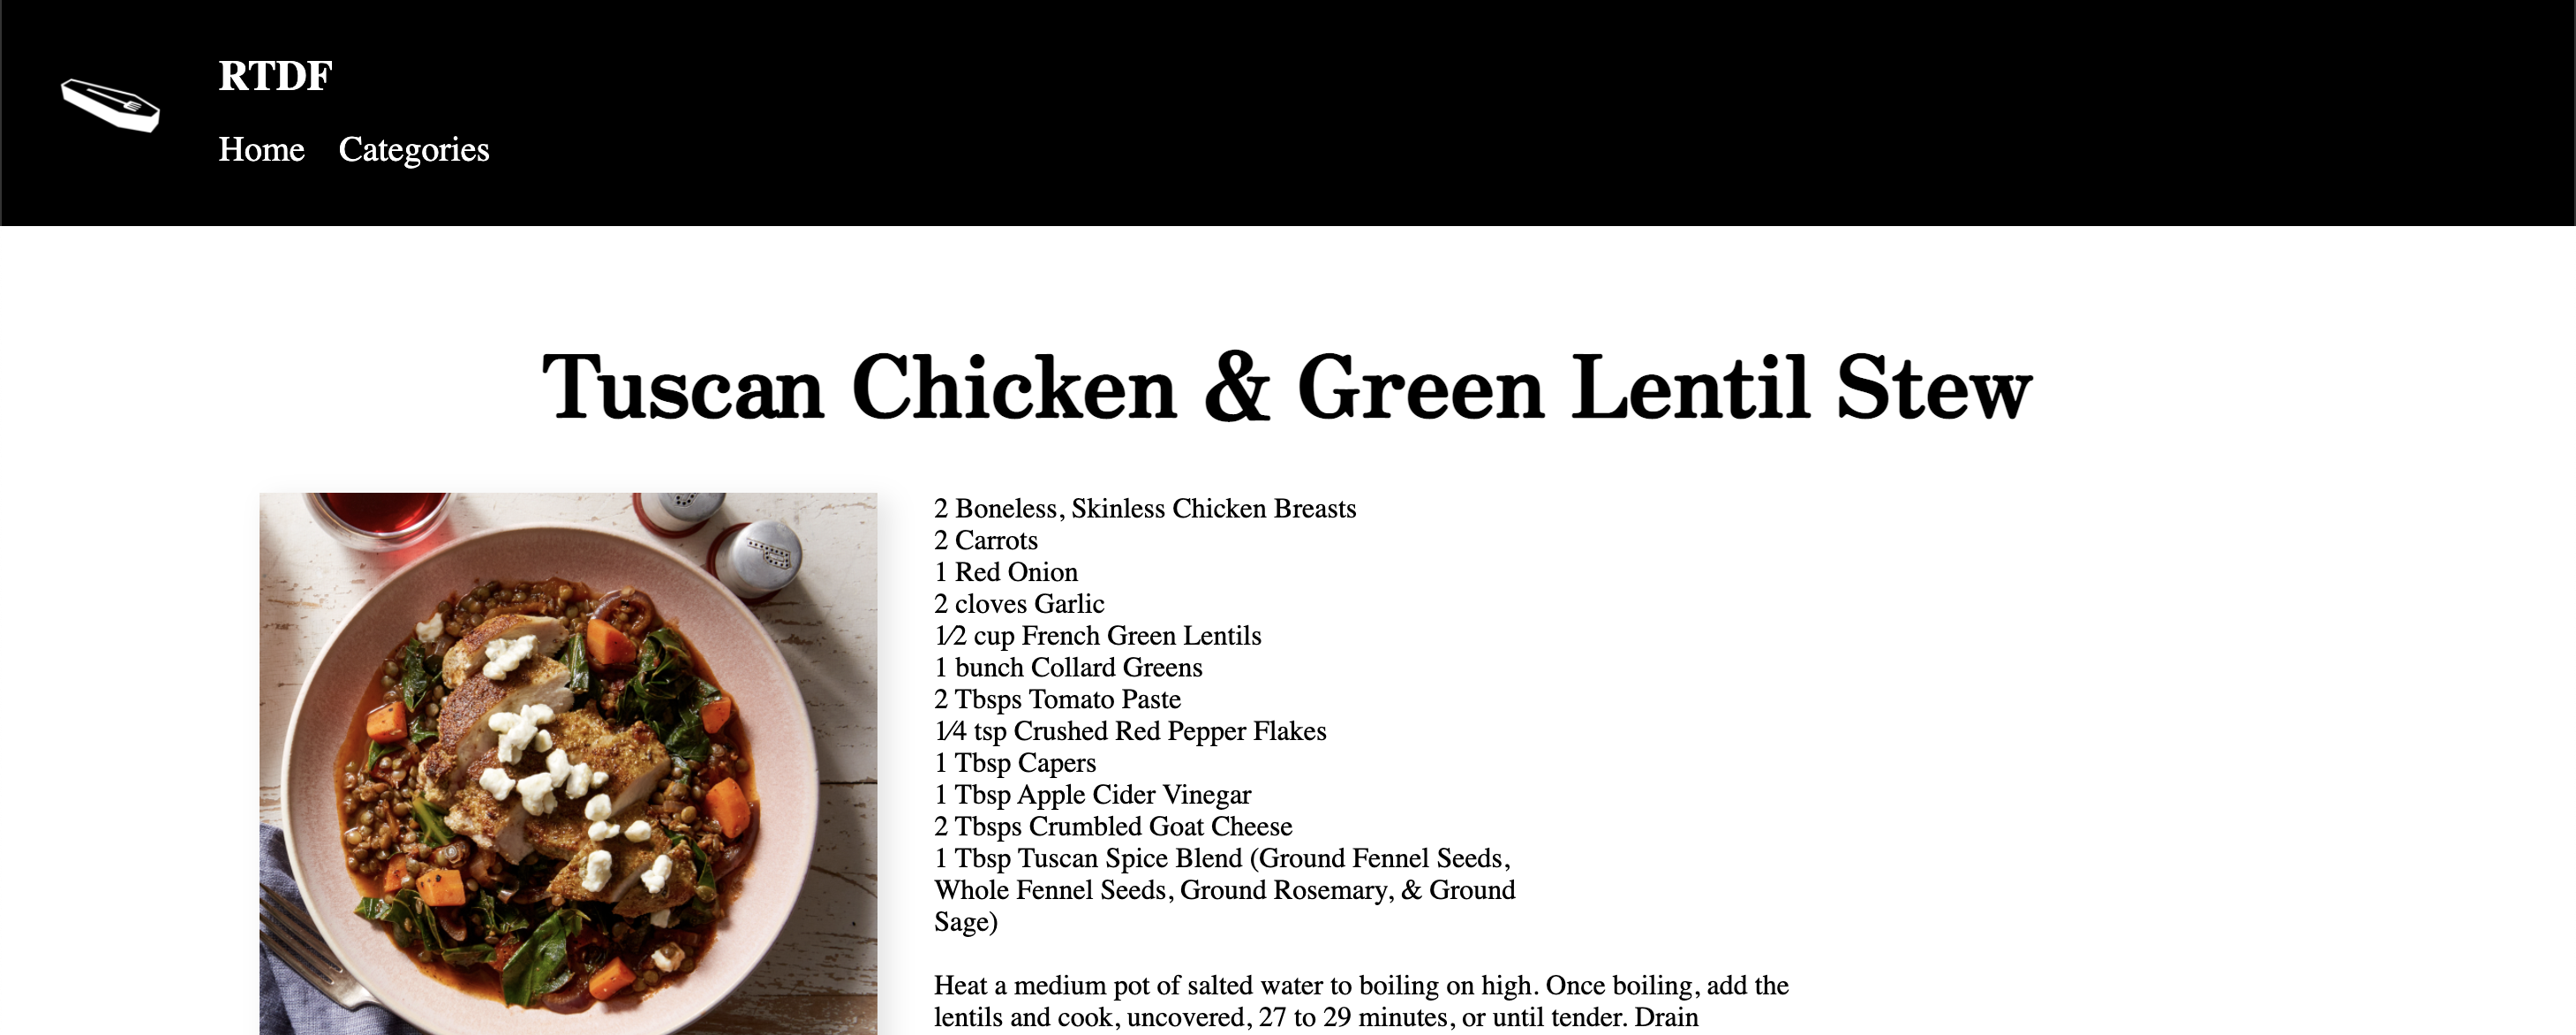 RTDF
Home Categories
Tuscan Chicken & Green Lentil Stew
2 Boneless, Skinless Chicken Breasts
2 Carrots
1 Red Onion
2 cloves Garlic
1⁄2 cup French Green Lentils
1 bunch Collard Greens
2 Tbsps Tomato Paste
1⁄4 tsp Crushed Red Pepper Flakes
1 Tbsp Capers
1 Tbsp Apple Cider Vinegar
2 Tbsps Crumbled Goat Cheese
1 Tbsp Tuscan Spice Blend (Ground Fennel Seeds,
Whole Fennel Seeds, Ground Rosemary, & Ground
Sage)
Heat a medium pot of salted water to boiling on high. Once boiling, add the
lentils and cook, uncovered, 27 to 29 minutes, or until tender. Drain